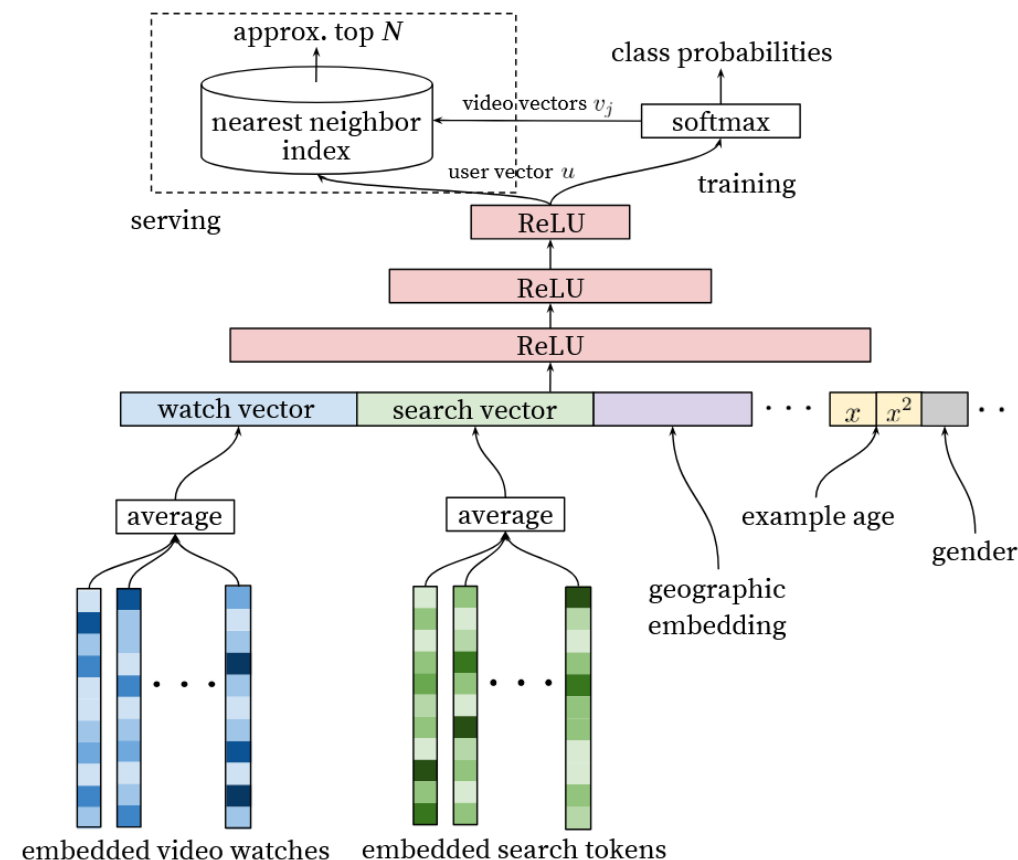 approx. top N
class probabilities
video vectors v_j
nearest neighbor
index
softmax
user vector u
training
serving
ReLU
ReLU
ReLU
watch vector
search vector
. . .
x
x²
. .
average
average
example age
gender
geographic
embedding
. . .
. . .
embedded video watches
embedded search tokens